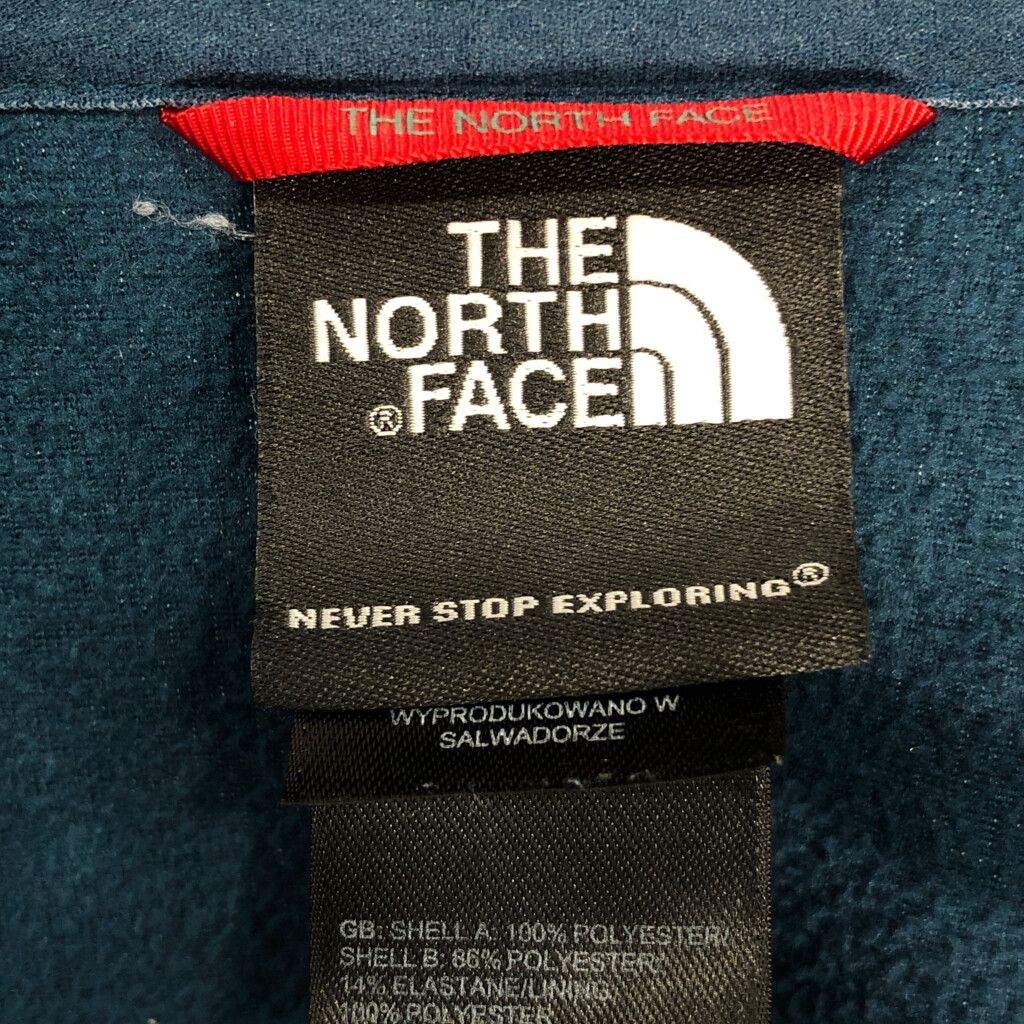 THE NORTH FACE
THE
NORTH
®FACE
NEVER STOP EXPLORING®
WYPRODUKOWANO W
SALWADORZE
GB: SHELL A: 100% POLYESTER/
SHELL B: 86% POLYESTER/
14% ELASTANE/LINING:
100% POLYESTER